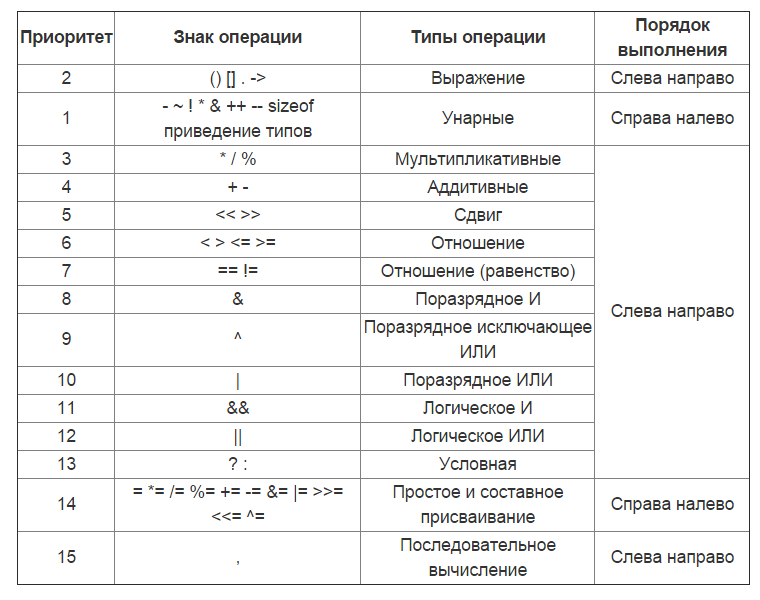 Приоритет Знак операции Типы операции Порядок
выполнения
2 () [] . -> Выражение Слева направо
1 - ~ ! * & ++ -- sizeof
приведение типов Унарные Справа налево
3 * / % Мультипликативные
4 + - Аддитивные
5 << >> Сдвиг
6 < > <= >= Отношение
7 == != Отношение (равенство)
8 & Поразрядное И
Слева направо
9 ^ Поразрядное исключающее
ИЛИ
10 | Поразрядное ИЛИ
11 && Логическое И
12 || Логическое ИЛИ
13 ? : Условная
14 = *= /= %= += -= &= |= >>=
<<= ^= Простое и составное
присваивание Справа налево
15 , Последовательное
вычисление Слева направо